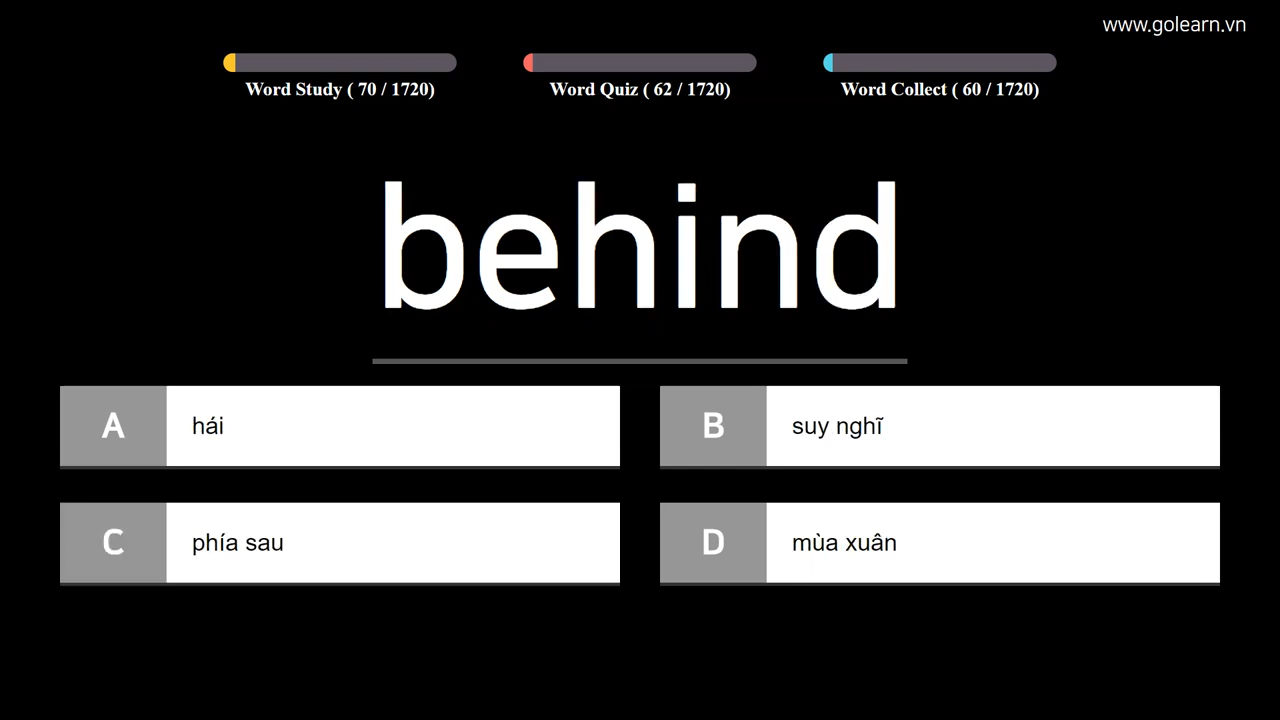 www.golearn.vn
Word Study ( 70 / 1720)
Word Quiz ( 62 / 1720)
Word Collect ( 60 / 1720)
behind
A hái
B suy nghĩ
C phía sau
D mùa xuân